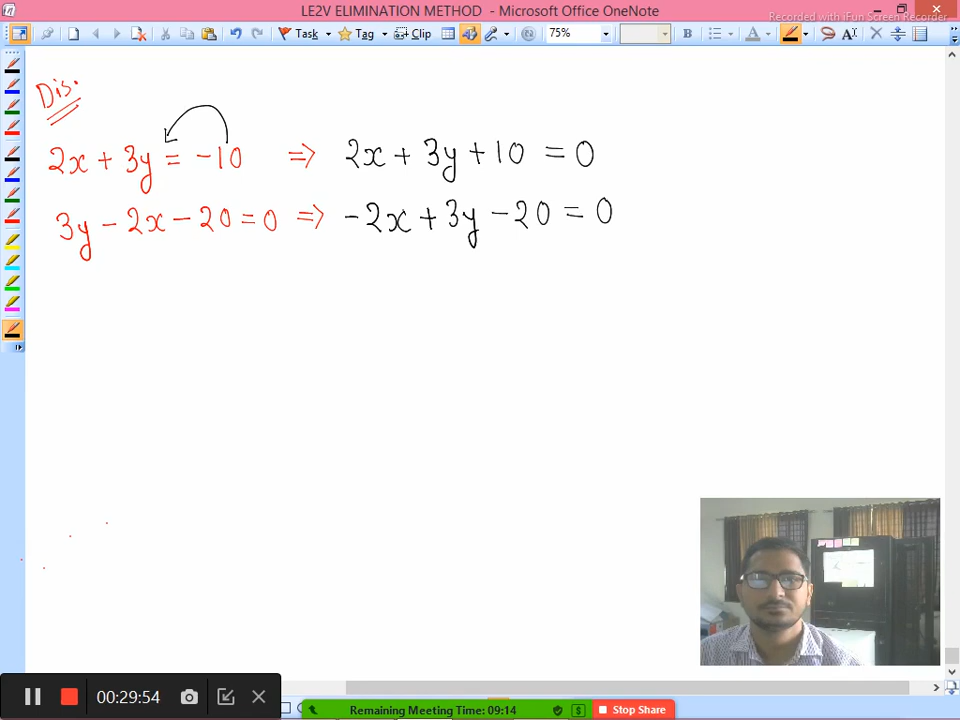 LE2V ELIMINATION METHOD - Microsoft Office OneNote
Recorded with iFun Screen Recorder
Task Tag Clip 75% B A A
Dis:
2x + 3y = -10 => 2x + 3y + 10 = 0
3y - 2x - 20 = 0 => -2x + 3y - 20 = 0
00:29:54
Remaining Meeting Time: 09:14 $ Stop Share